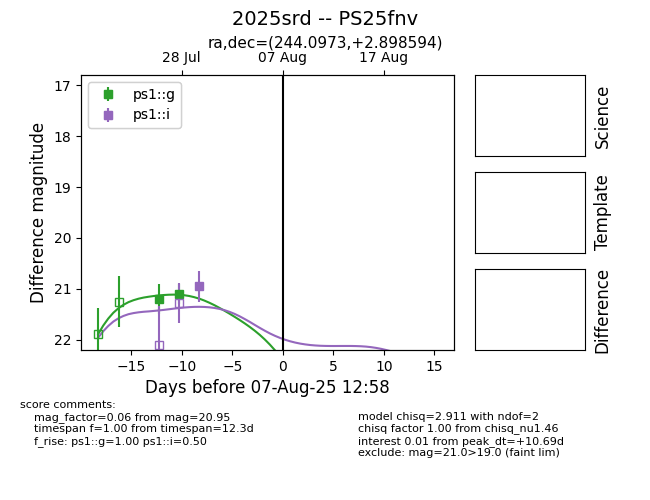 2025srd -- PS25fnv
ra,dec=(244.0973,+2.898594)
28 Jul 07 Aug 17 Aug
ps1::g
ps1::i
17
18
19
20
21
22
Difference magnitude
−15 −10 −5 0 5 10 15
Days before 07-Aug-25 12:58
Science
Template
Difference
score comments:
mag_factor=0.06 from mag=20.95
timespan f=1.00 from timespan=12.3d
f_rise: ps1::g=1.00 ps1::i=0.50
model chisq=2.911 with ndof=2
chisq factor 1.00 from chisq_nu1.46
interest 0.01 from peak_dt=+10.69d
exclude: mag=21.0>19.0 (faint lim)